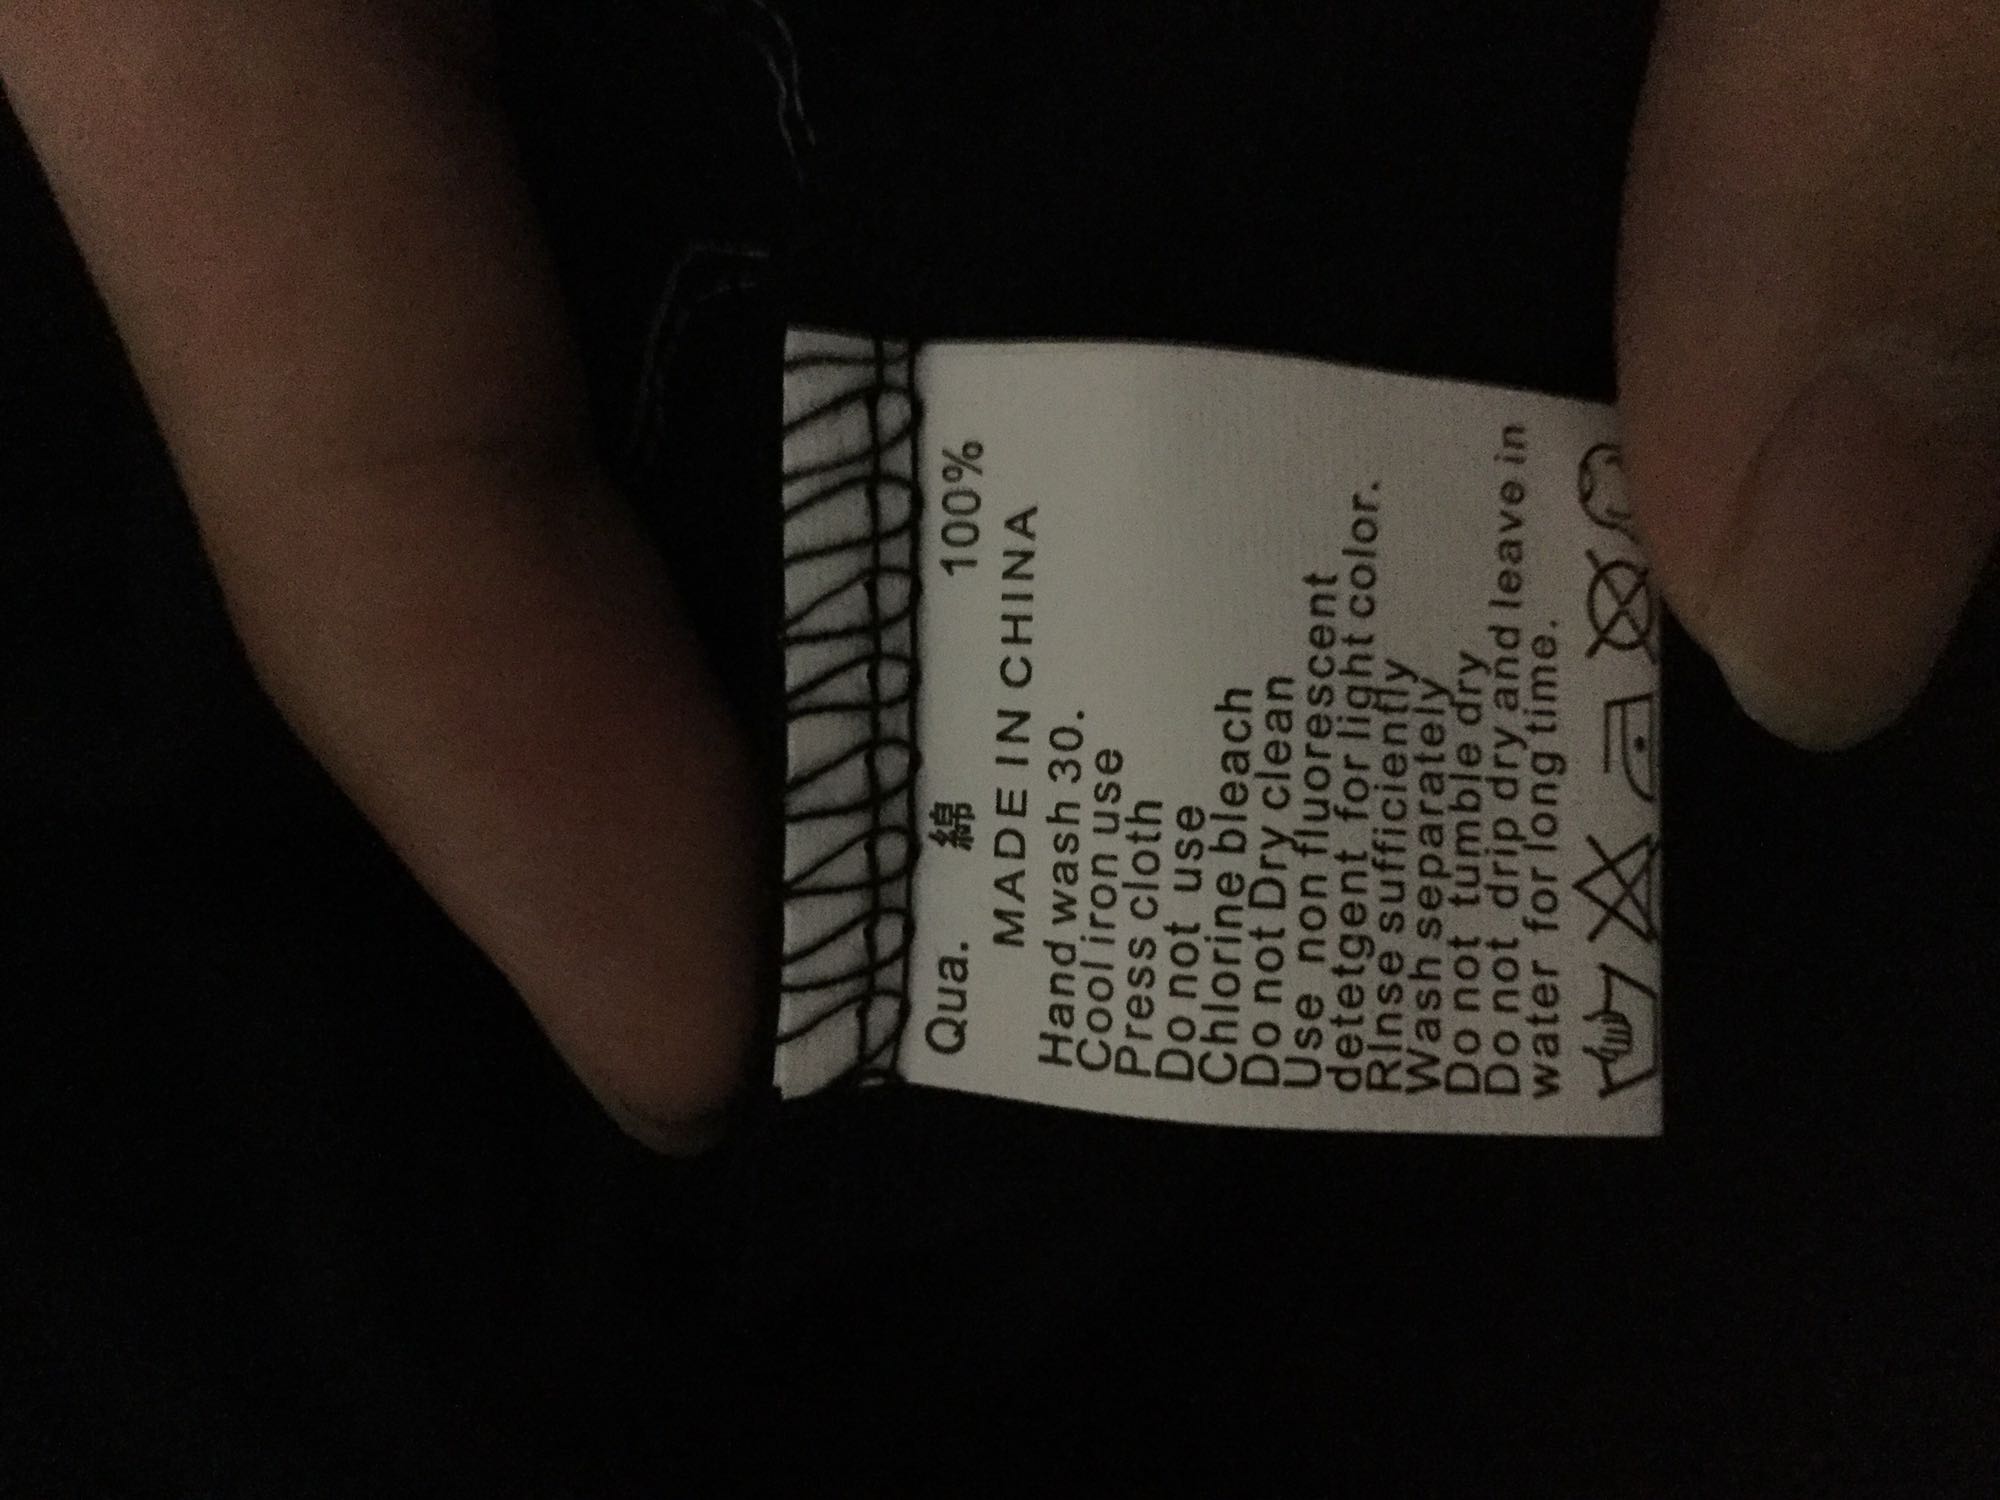 Qua. 綿 100%
MADE IN CHINA
Hand wash 30.
Cool iron use
Press cloth
Do not use
Chlorine bleach
Do not Dry clean
Use non fluorescent
detetgent for light color.
RInse sufficiently
Wash separately
Do not tumble dry
Do not drip dry and leave in
water for long time.